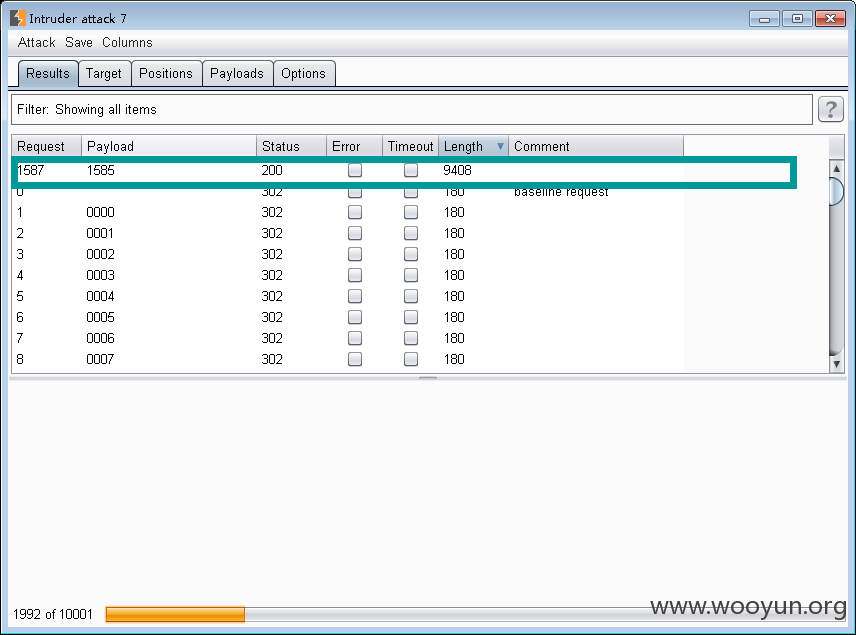 Intruder attack 7
Attack Save Columns
Results Target Positions Payloads Options
Filter: Showing all items ?
Request Payload Status Error Timeout Length Comment
1587 1585 200 9408
0 302 180 baseline request
1 0000 302 180
2 0001 302 180
3 0002 302 180
4 0003 302 180
5 0004 302 180
6 0005 302 180
7 0006 302 180
8 0007 302 180
1992 of 10001
www.wooyun.org